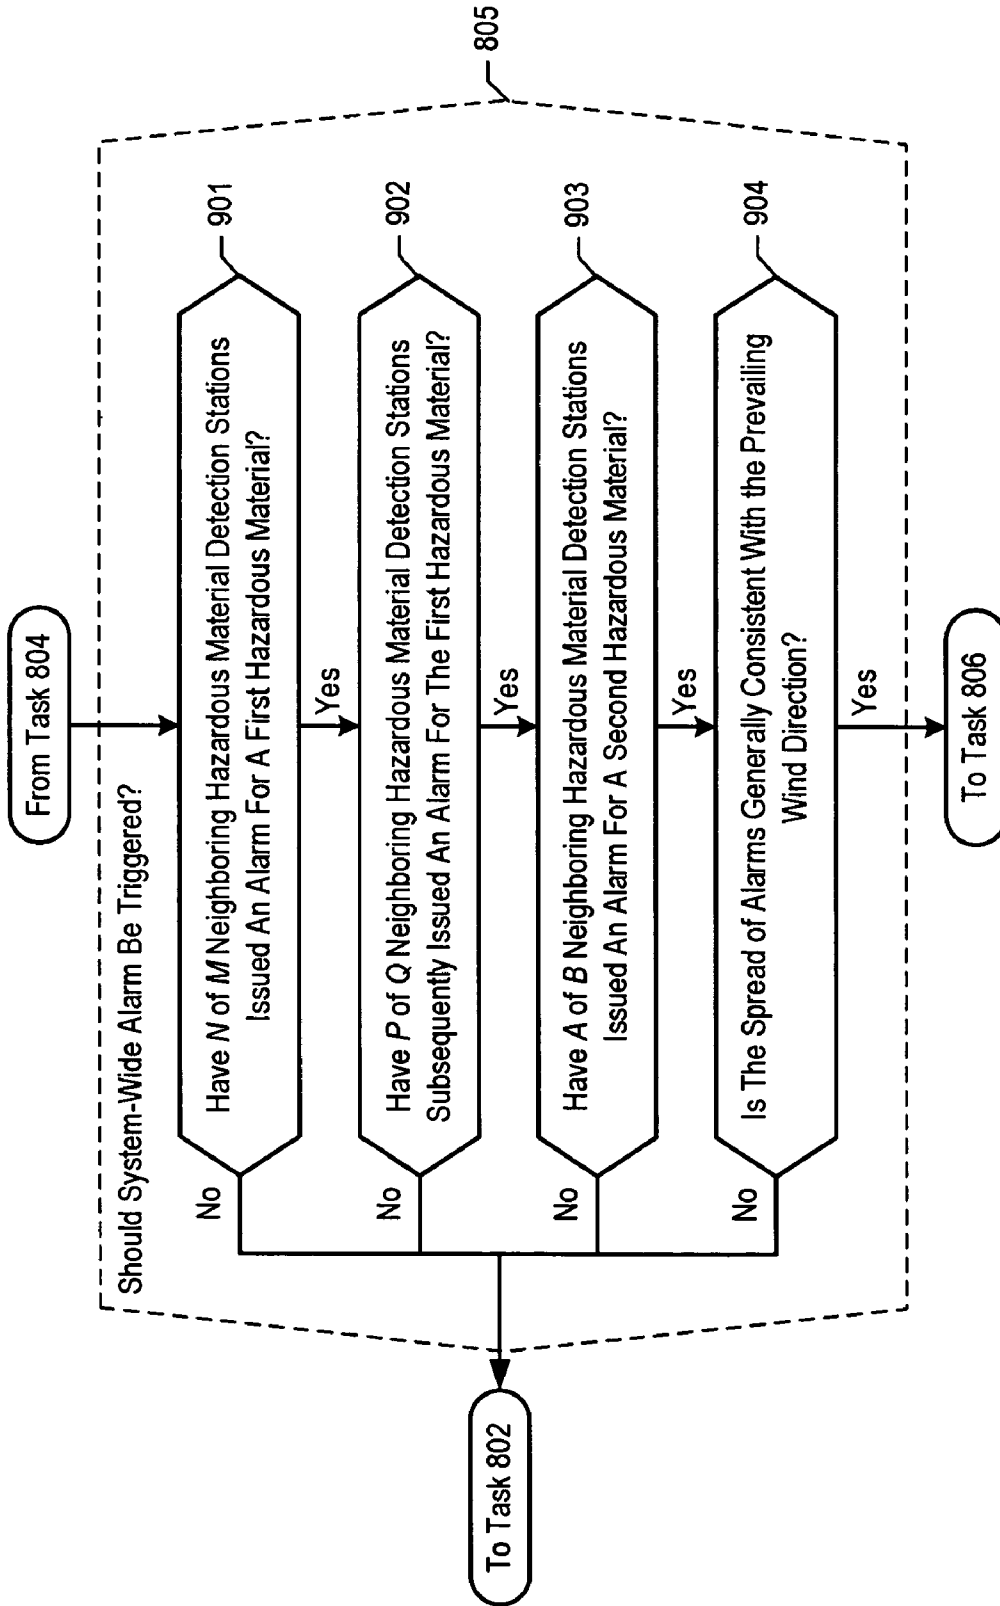 From Task 804
Should System-Wide Alarm Be Triggered?
805
901
Have N of M Neighboring Hazardous Material Detection Stations
Issued An Alarm For A First Hazardous Material?
No
Yes
902
Have P of Q Neighboring Hazardous Material Detection Stations
Subsequently Issued An Alarm For The First Hazardous Material?
No
Yes
903
Have A of B Neighboring Hazardous Material Detection Stations
Issued An Alarm For A Second Hazardous Material?
No
Yes
904
Is The Spread of Alarms Generally Consistent With the Prevailing
Wind Direction?
No
Yes
To Task 802
To Task 806